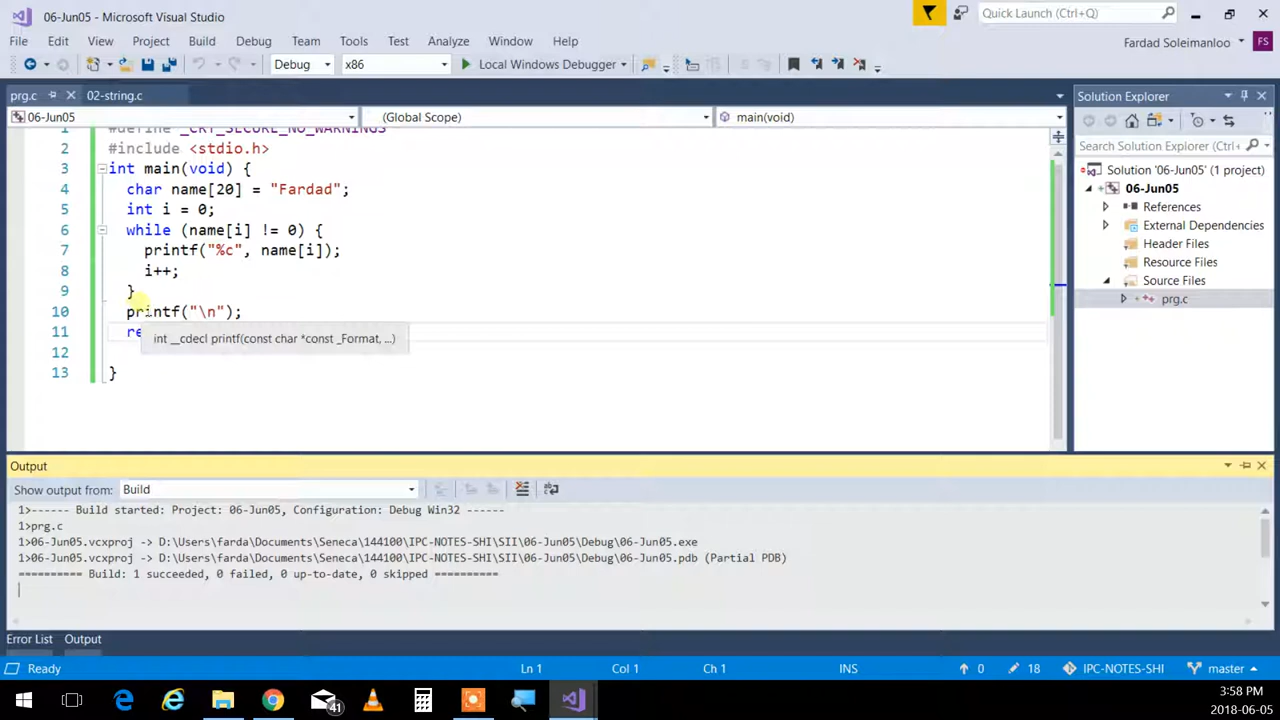 06-Jun05 - Microsoft Visual Studio
Quick Launch (Ctrl+Q)
File Edit View Project Build Debug Team Tools Test Analyze Window Help
Fardad Soleimanloo FS
Debug x86 Local Windows Debugger
prg.c 02-string.c
06-Jun05 (Global Scope) main(void)
1 #define _CRT_SECURE_NO_WARNINGS
2 #include <stdio.h>
3 int main(void) {
4 char name[20] = "Fardad";
5 int i = 0;
6 while (name[i] != 0) {
7 printf("%c", name[i]);
8 i++;
9 }
10 printf("\n");
11 re
int __cdecl printf(const char *const _Format, ...)
12
13 }
Solution Explorer
Search Solution Explorer (Ctrl+
Solution '06-Jun05' (1 project)
06-Jun05
References
External Dependencies
Header Files
Resource Files
Source Files
prg.c
Output
Show output from: Build
1>------ Build started: Project: 06-Jun05, Configuration: Debug Win32 ------
1>prg.c
1>06-Jun05.vcxproj -> D:\Users\farda\Documents\Seneca\144100\IPC-NOTES-SHI\SII\06-Jun05\Debug\06-Jun05.exe
1>06-Jun05.vcxproj -> D:\Users\farda\Documents\Seneca\144100\IPC-NOTES-SHI\SII\06-Jun05\Debug\06-Jun05.pdb (Partial PDB)
========== Build: 1 succeeded, 0 failed, 0 up-to-date, 0 skipped ==========
Error List Output
Ready Ln 1 Col 1 Ch 1 INS 0 18 IPC-NOTES-SHI master
41
3:58 PM
2018-06-05